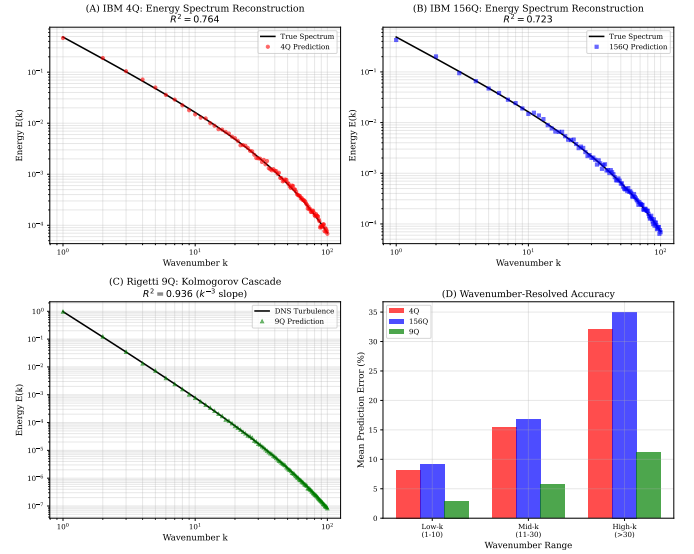 (A) IBM 4Q: Energy Spectrum Reconstruction
R² = 0.764
True Spectrum
4Q Prediction
Energy E(k)
10⁻¹
10⁻²
10⁻³
10⁻⁴
10⁰
10¹
10²
Wavenumber k
(B) IBM 156Q: Energy Spectrum Reconstruction
R² = 0.723
True Spectrum
156Q Prediction
Energy E(k)
10⁻¹
10⁻²
10⁻³
10⁻⁴
10⁰
10¹
10²
Wavenumber k
(C) Rigetti 9Q: Kolmogorov Cascade
R² = 0.936 (k⁻³ slope)
DNS Turbulence
9Q Prediction
Energy E(k)
10⁰
10⁻¹
10⁻²
10⁻³
10⁻⁴
10⁻⁵
10⁻⁶
10⁻⁷
10⁰
10¹
10²
Wavenumber k
(D) Wavenumber-Resolved Accuracy
4Q
156Q
9Q
Mean Prediction Error (%)
35
30
25
20
15
10
5
0
Low-k
(1-10)
Mid-k
(11-30)
High-k
(>30)
Wavenumber Range